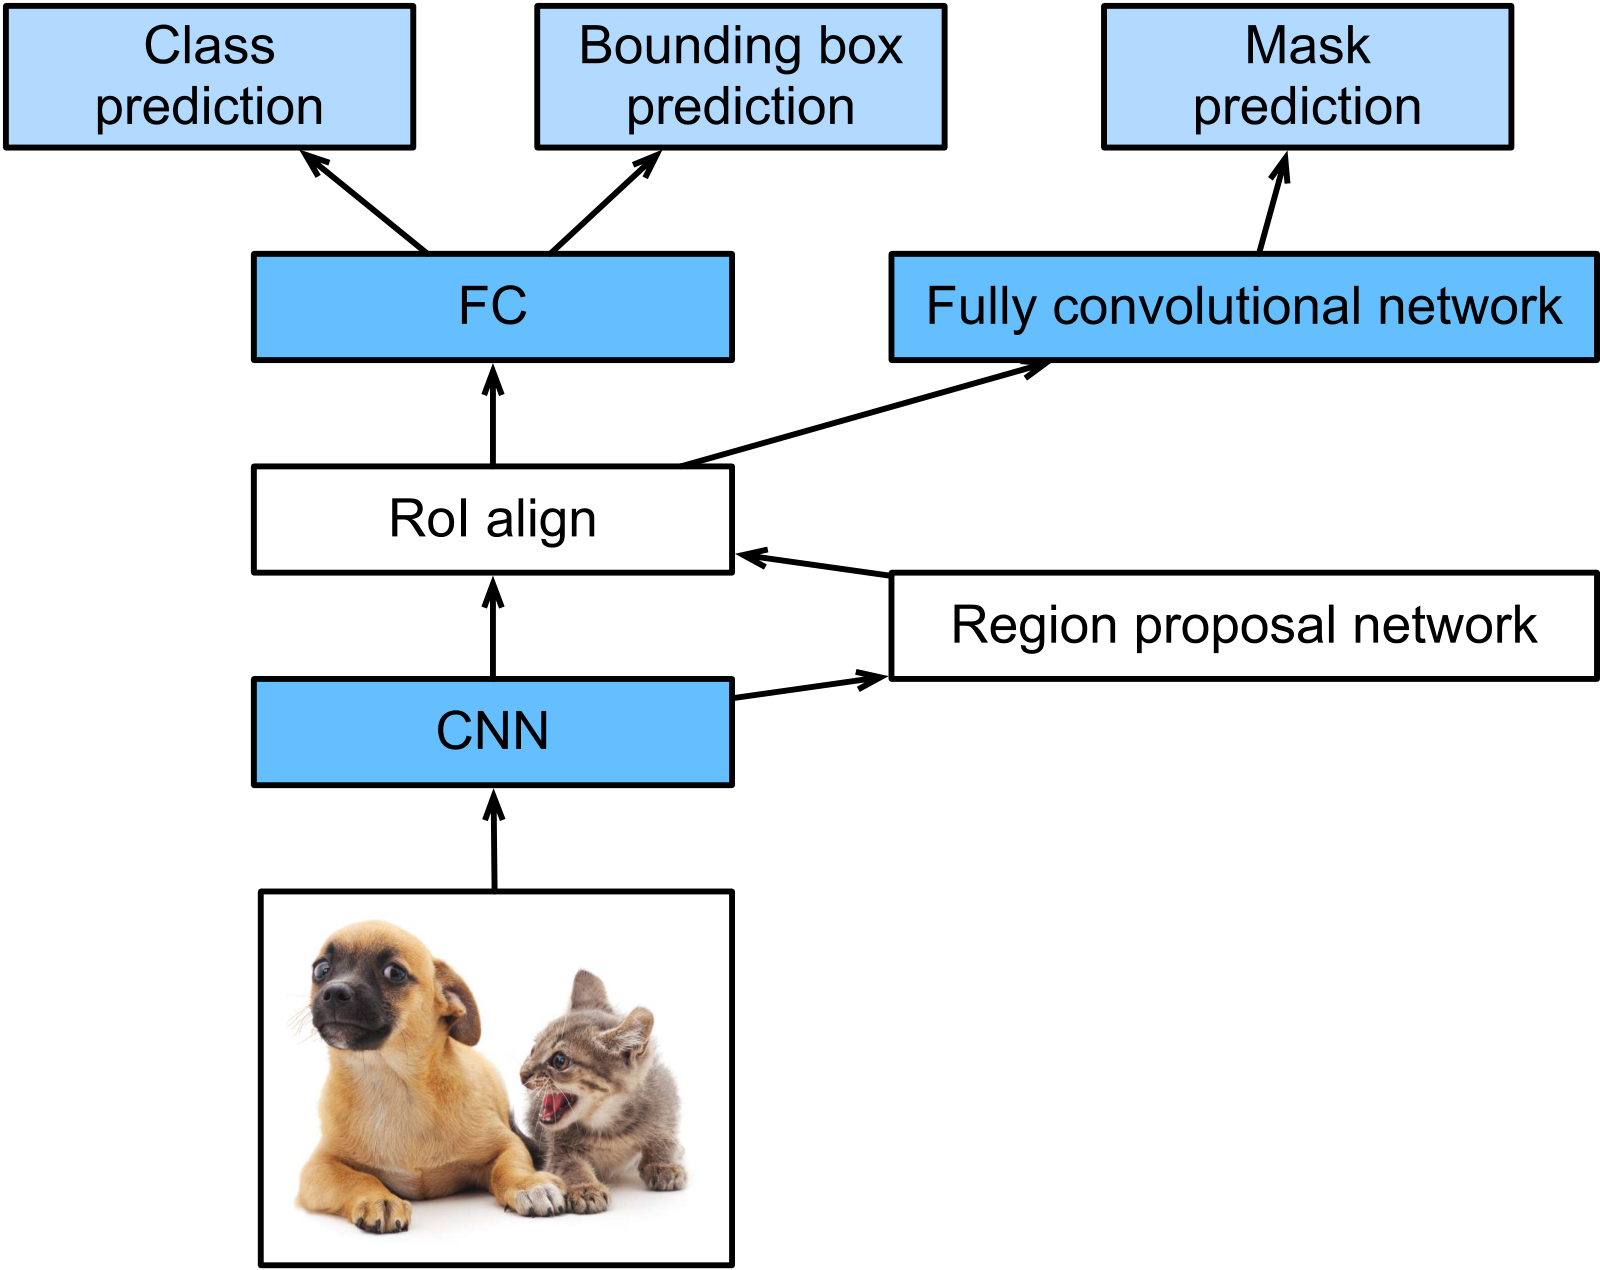 Class
prediction
Bounding box
prediction
Mask
prediction
FC
Fully convolutional network
RoI align
Region proposal network
CNN